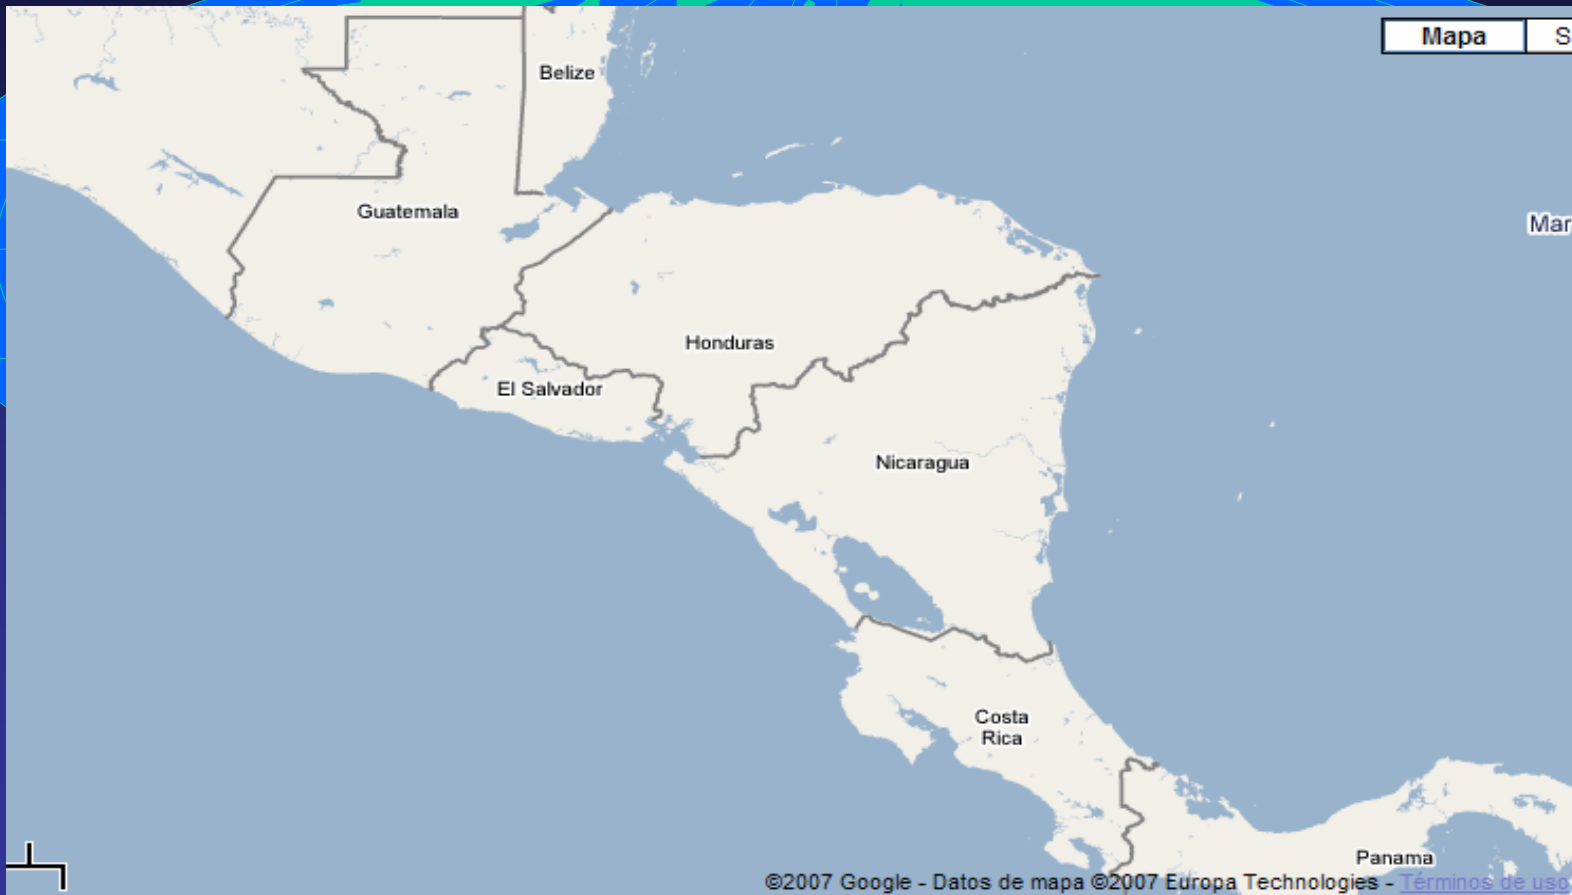 Mapa S
Belize
Guatemala
Mar
Honduras
El Salvador
Nicaragua
Costa
Rica
Panama
©2007 Google - Datos de mapa ©2007 Europa Technologies - Términos de uso